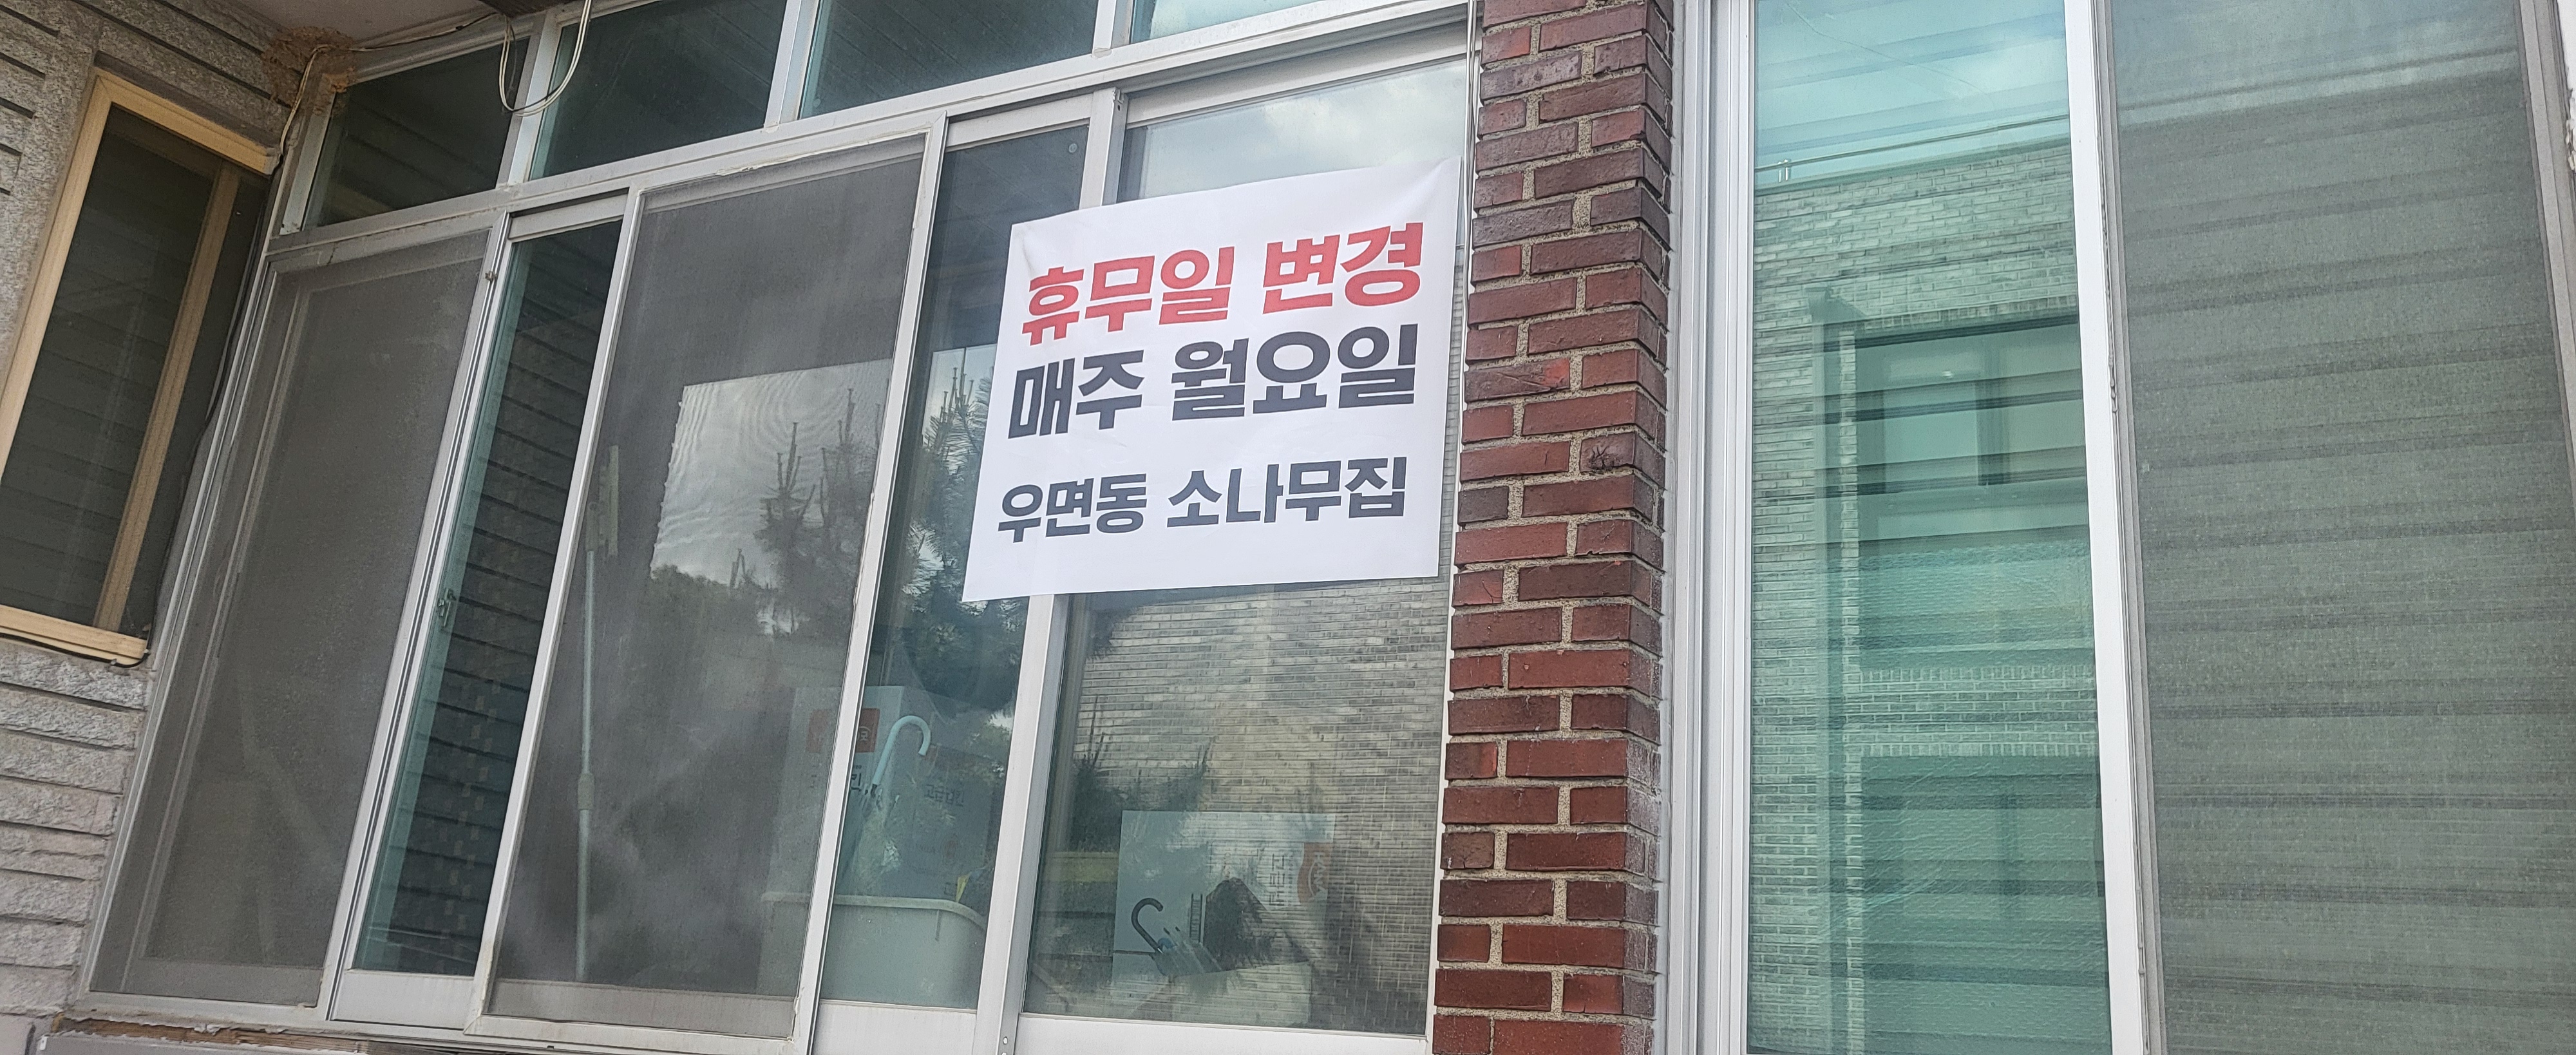 휴무일 변경
매주 월요일
우면동 소나무집